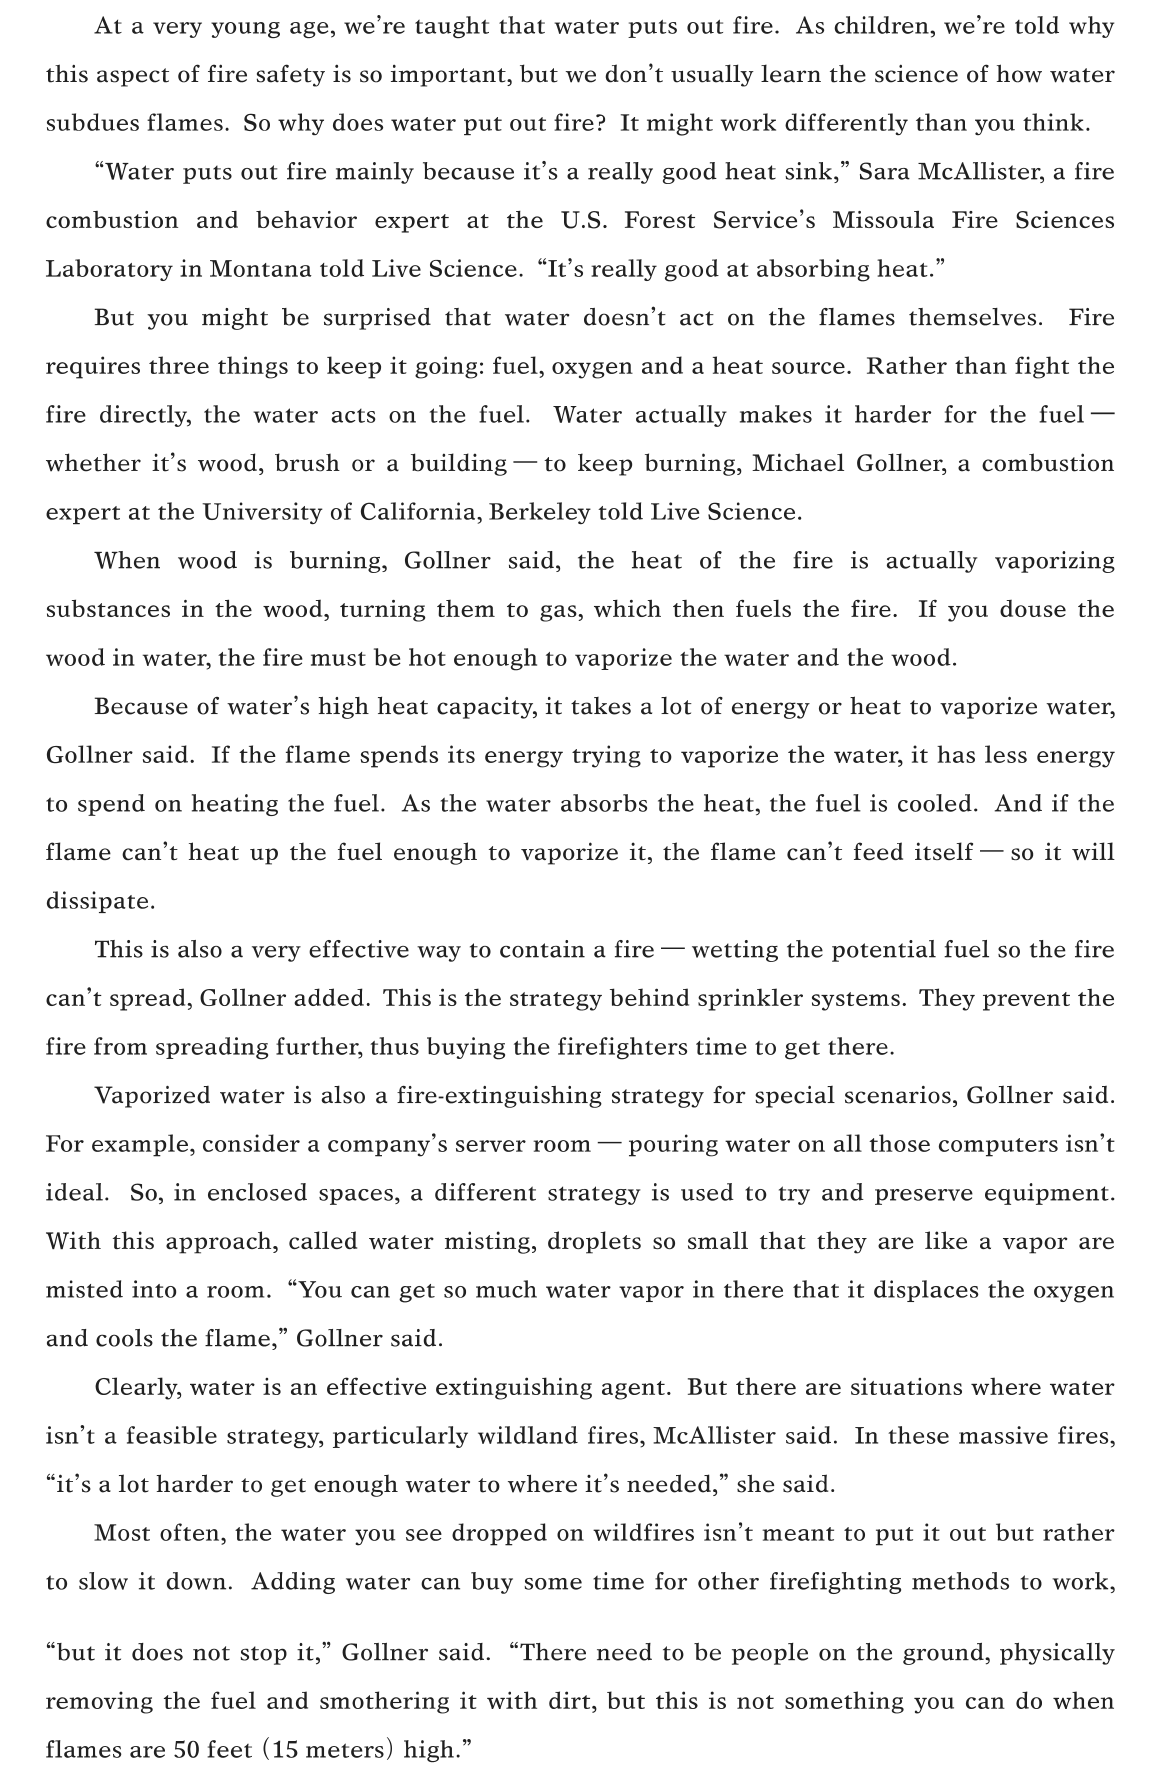 At a very young age, we’re taught that water puts out fire. As children, we’re told why
this aspect of fire safety is so important, but we don’t usually learn the science of how water
subdues flames. So why does water put out fire? It might work differently than you think.
“Water puts out fire mainly because it’s a really good heat sink,” Sara McAllister, a fire
combustion and behavior expert at the U.S. Forest Service’s Missoula Fire Sciences
Laboratory in Montana told Live Science. “It’s really good at absorbing heat.”
But you might be surprised that water doesn’t act on the flames themselves. Fire
requires three things to keep it going: fuel, oxygen and a heat source. Rather than fight the
fire directly, the water acts on the fuel. Water actually makes it harder for the fuel —
whether it’s wood, brush or a building — to keep burning, Michael Gollner, a combustion
expert at the University of California, Berkeley told Live Science.
When wood is burning, Gollner said, the heat of the fire is actually vaporizing
substances in the wood, turning them to gas, which then fuels the fire. If you douse the
wood in water, the fire must be hot enough to vaporize the water and the wood.
Because of water’s high heat capacity, it takes a lot of energy or heat to vaporize water,
Gollner said. If the flame spends its energy trying to vaporize the water, it has less energy
to spend on heating the fuel. As the water absorbs the heat, the fuel is cooled. And if the
flame can’t heat up the fuel enough to vaporize it, the flame can’t feed itself — so it will
dissipate.
This is also a very effective way to contain a fire — wetting the potential fuel so the fire
can’t spread, Gollner added. This is the strategy behind sprinkler systems. They prevent the
fire from spreading further, thus buying the firefighters time to get there.
Vaporized water is also a fire-extinguishing strategy for special scenarios, Gollner said.
For example, consider a company’s server room — pouring water on all those computers isn’t
ideal. So, in enclosed spaces, a different strategy is used to try and preserve equipment.
With this approach, called water misting, droplets so small that they are like a vapor are
misted into a room. “You can get so much water vapor in there that it displaces the oxygen
and cools the flame,” Gollner said.
Clearly, water is an effective extinguishing agent. But there are situations where water
isn’t a feasible strategy, particularly wildland fires, McAllister said. In these massive fires,
“it’s a lot harder to get enough water to where it’s needed,” she said.
Most often, the water you see dropped on wildfires isn’t meant to put it out but rather
to slow it down. Adding water can buy some time for other firefighting methods to work,
“but it does not stop it,” Gollner said. “There need to be people on the ground, physically
removing the fuel and smothering it with dirt, but this is not something you can do when
flames are 50 feet (15 meters) high.”